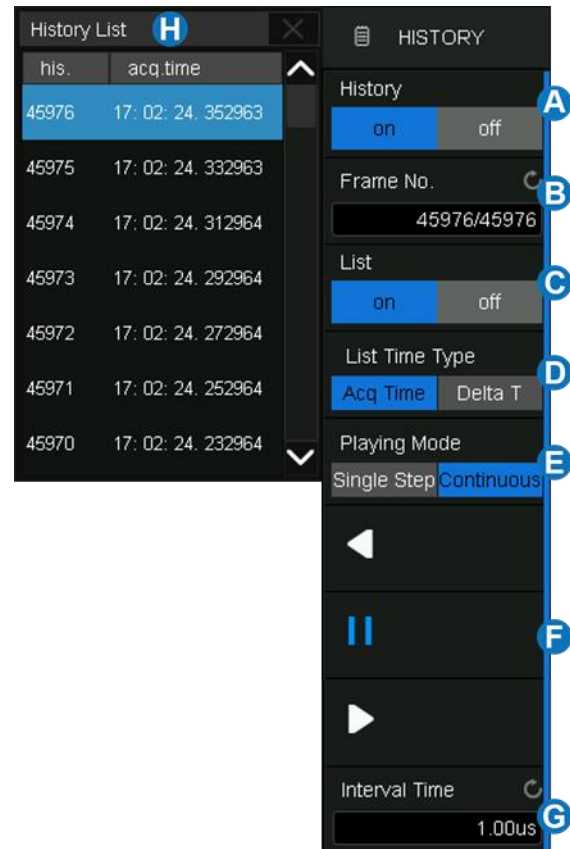 History List H
his. acq.time
45976 17: 02: 24. 352963
45975 17: 02: 24. 332963
45974 17: 02: 24. 312964
45973 17: 02: 24. 292964
45972 17: 02: 24. 272964
45971 17: 02: 24. 252964
45970 17: 02: 24. 232964
HISTORY
History
A
on off
Frame No.
B
45976/45976
List
C
on off
List Time Type
D
Acq Time Delta T
Playing Mode
E
Single Step Continuous
F
Interval Time
G
1.00us